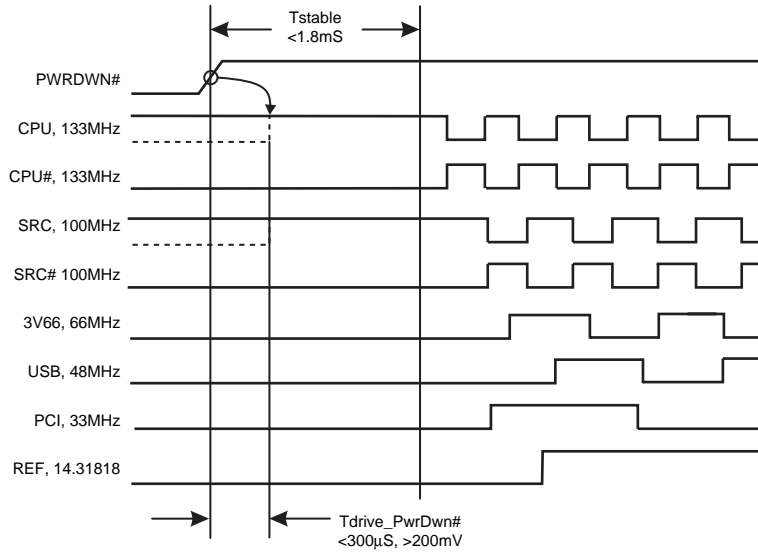 Tstable
<1.8mS
PWRDWN#
CPU, 133MHz
CPU#, 133MHz
SRC, 100MHz
SRC# 100MHz
3V66, 66MHz
USB, 48MHz
PCI, 33MHz
REF, 14.31818
Tdrive_PwrDwn#
<300µS, >200mV